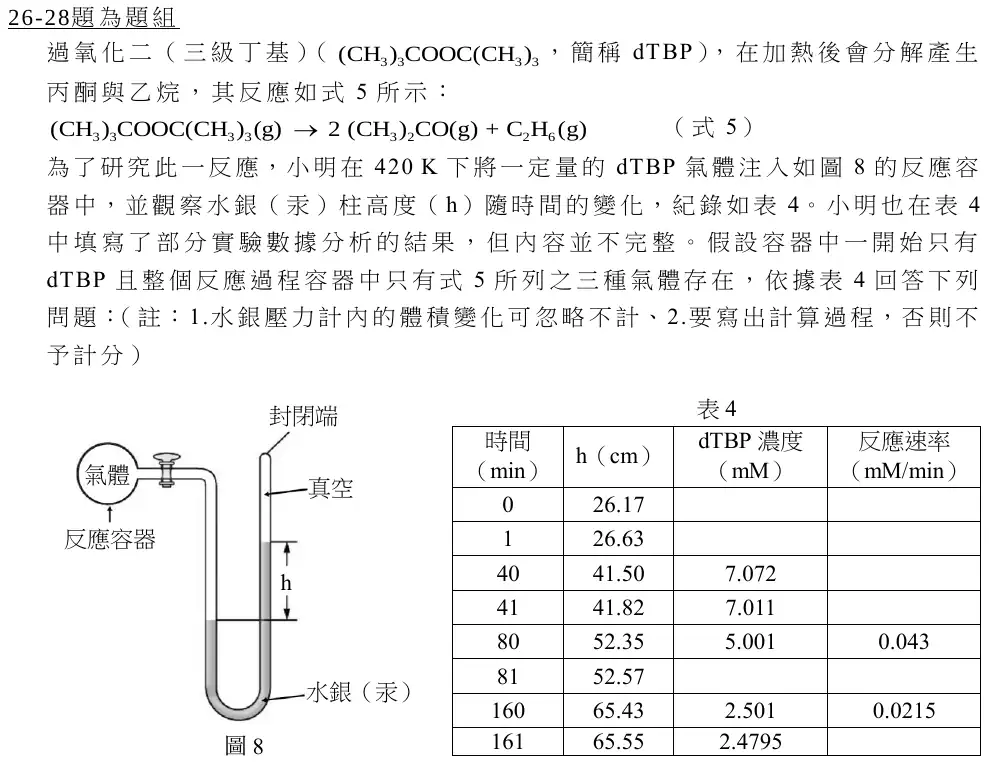 26-28題為題組
過氧化二（三級丁基）（ (CH₃)₃COOC(CH₃)₃，簡稱 dTBP），在加熱後會分解產生
丙酮與乙烷，其反應如式 5 所示：
(CH₃)₃COOC(CH₃)₃(g) → 2 (CH₃)₂CO(g) + C₂H₆(g) （式 5）
為了研究此一反應，小明在 420 K 下將一定量的 dTBP 氣體注入如圖 8 的反應容
器中，並觀察水銀（汞）柱高度（h）隨時間的變化，紀錄如表 4。小明也在表 4
中填寫了部分實驗數據分析的結果，但內容並不完整。假設容器中一開始只有
dTBP 且整個反應過程容器中只有式 5 所列之三種氣體存在，依據表 4 回答下列
問題：（註：1.水銀壓力計內的體積變化可忽略不計、2.要寫出計算過程，否則不
予計分）
封閉端
氣體
真空
反應容器
h
水銀（汞）
圖 8
表 4
時間（min） h（cm） dTBP 濃度（mM） 反應速率（mM/min）
0 26.17
1 26.63
40 41.50 7.072
41 41.82 7.011
80 52.35 5.001 0.043
81 52.57
160 65.43 2.501 0.0215
161 65.55 2.4795